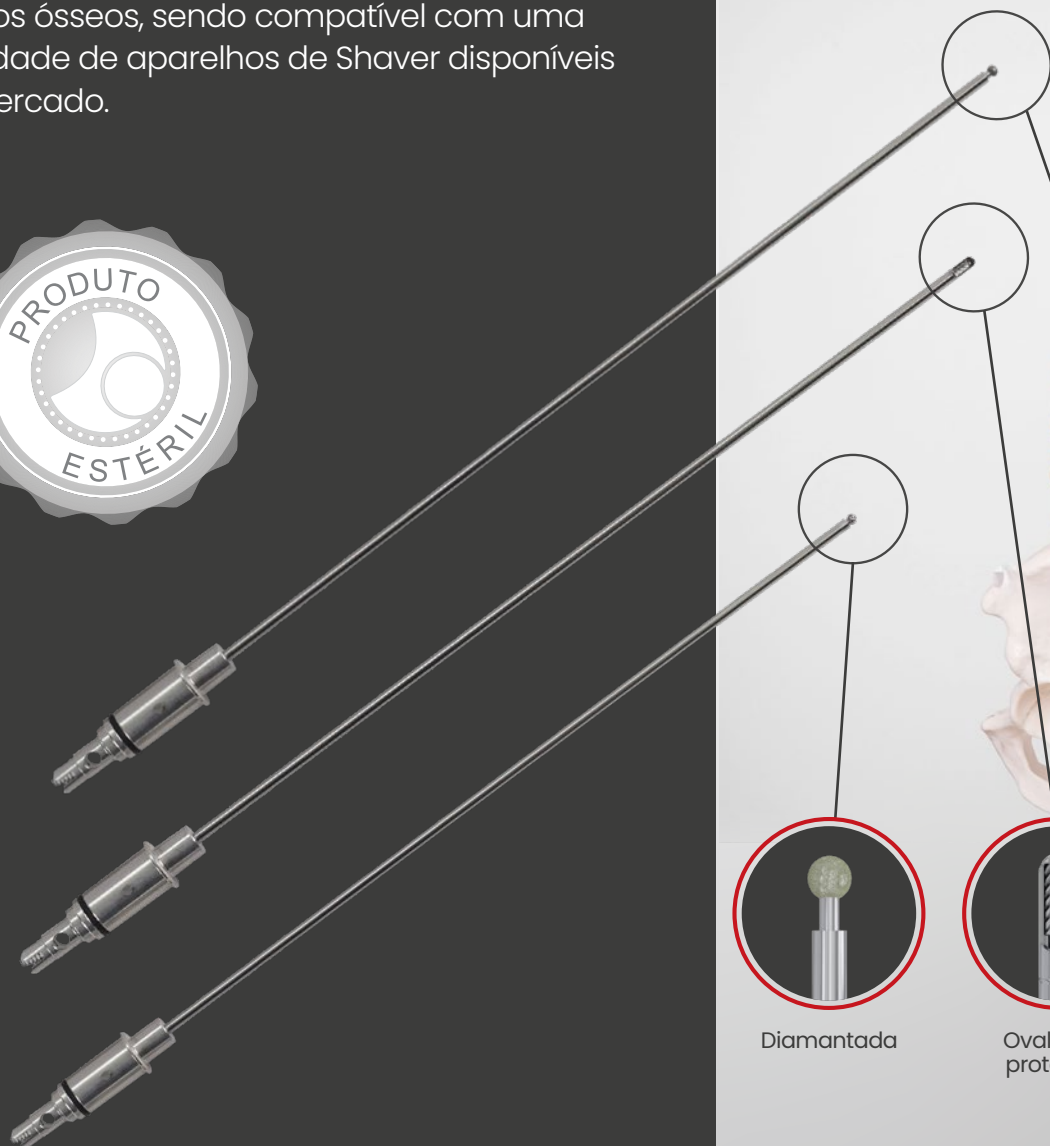 os ósseos, sendo compatível com uma
dade de aparelhos de Shaver disponíveis
ercado.
PRODUTO
ESTÉRIL
Diamantada
Oval
prot